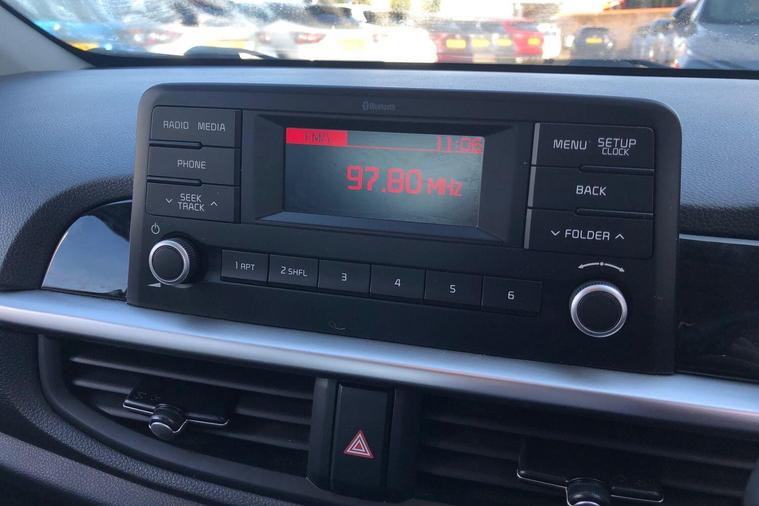 Bluetooth
RADIO MEDIA
PHONE
SEEK
TRACK
FM1 11:06
97.80 MHz
MENU SETUP
CLOCK
BACK
FOLDER
1 RPT 2 SHFL 3 4 5 6